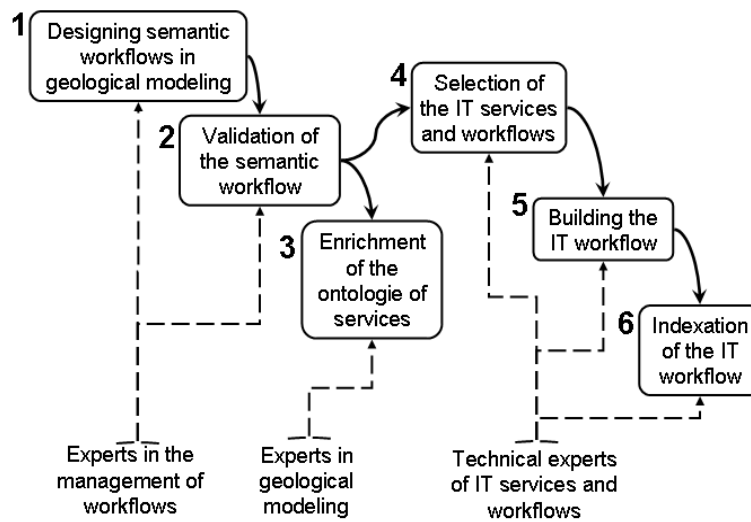 1
Designing semantic
workflows in
geological modeling
2
Validation of
the semantic
workflow
3
Enrichment
of the
ontologie of
services
4
Selection of
the IT services
and workflows
5
Building the
IT workflow
6
Indexation
of the IT
workflow
Experts in the
management of
workflows
Experts in
geological
modeling
Technical experts
of IT services and
workflows